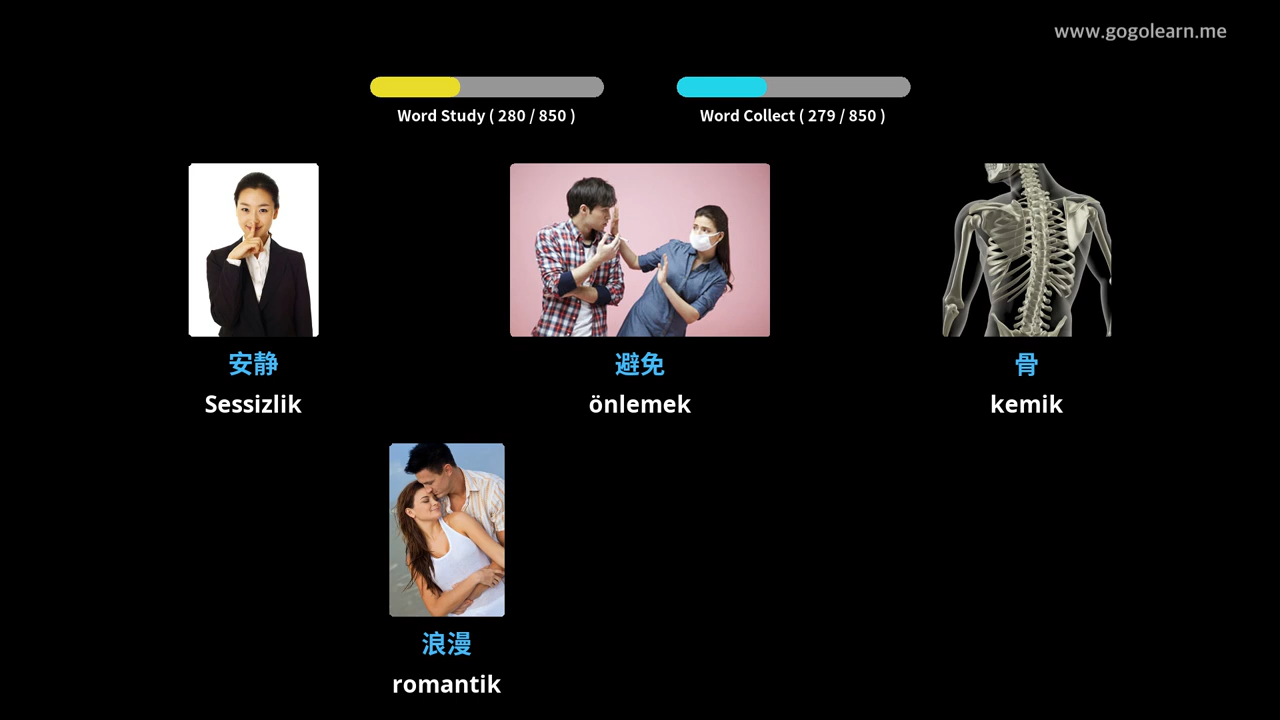 www.gogolearn.me
Word Study ( 280 / 850 )
Word Collect ( 279 / 850 )
安静
Sessizlik
避免
önlemek
骨
kemik
浪漫
romantik